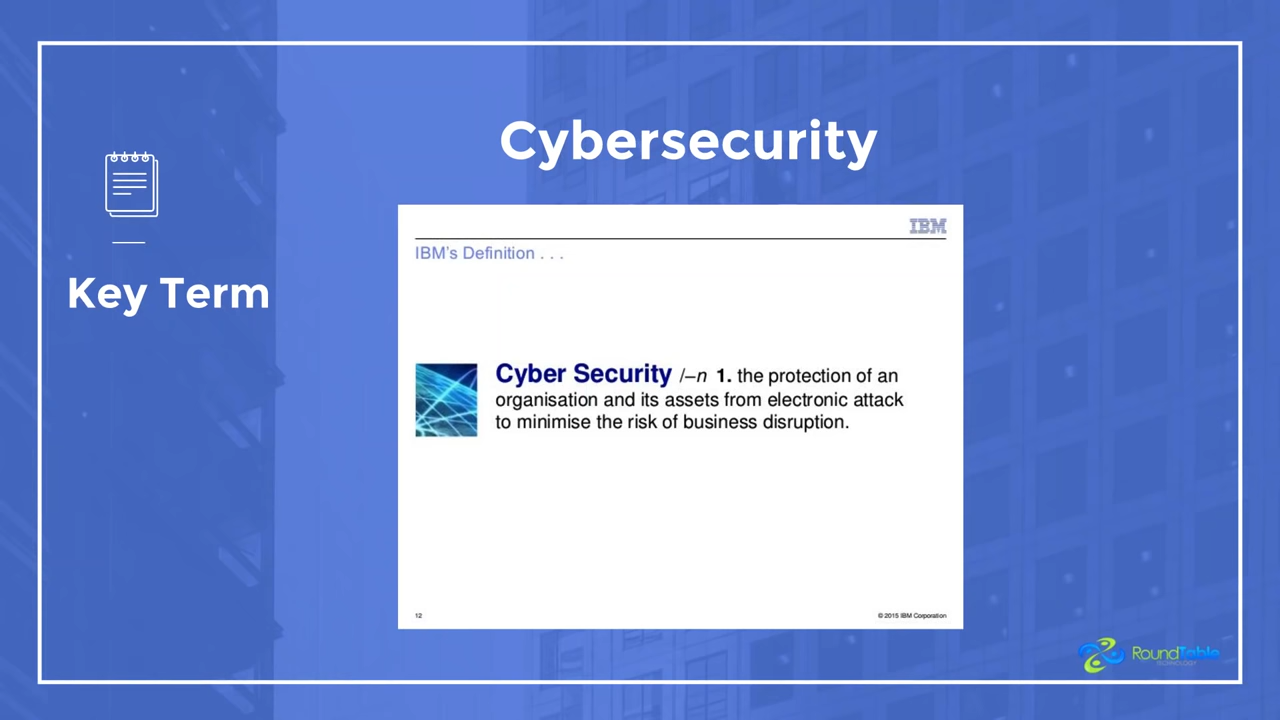 Cybersecurity
Key Term
IBM
IBM's Definition . . .
Cyber Security /–n 1. the protection of an
organisation and its assets from electronic attack
to minimise the risk of business disruption.
12
© 2015 IBM Corporation
RoundTable
TECHNOLOGY